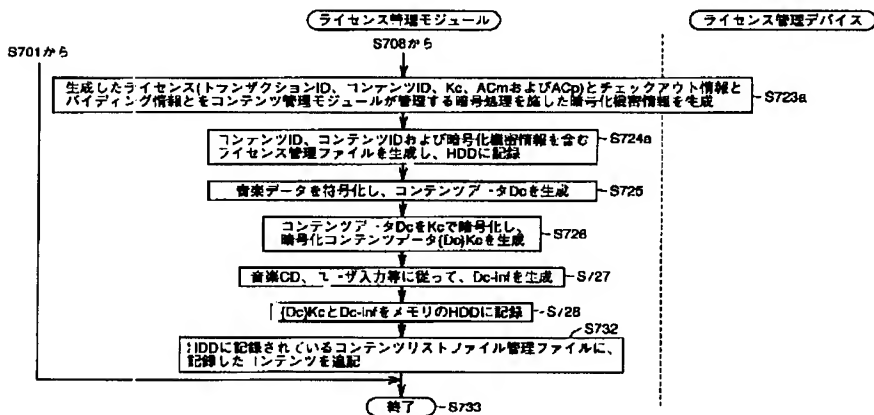 ライセンス管理モジュール
ライセンス管理デバイス
S701から
S708から
生成したライセンス(トランザクションID、コンテンツID、Kc、ACmおよびACp)とチェックアウト情報と
バイディング情報とをコンテンツ管理モジュールが管理する暗号処理を施した暗号化機密情報を生成
S723a
コンテンツID、コンテンツIDおよび暗号化機密情報を含む
ライセンス管理ファイルを生成し、HDDに記録
S724a
音楽データを符号化し、コンテンツデータDcを生成
S725
コンテンツデータDcをKcで暗号化し、
暗号化コンテンツデータ{Dc}Kcを生成
S726
音楽CD、ユーザ入力等に従って、Dc-infを生成
S727
{Dc}KcとDc-infをメモリのHDDに記録
S728
S732
HDDに記録されているコンテンツリストファイル管理ファイルに、
記録したコンテンツを追記
終了
S733